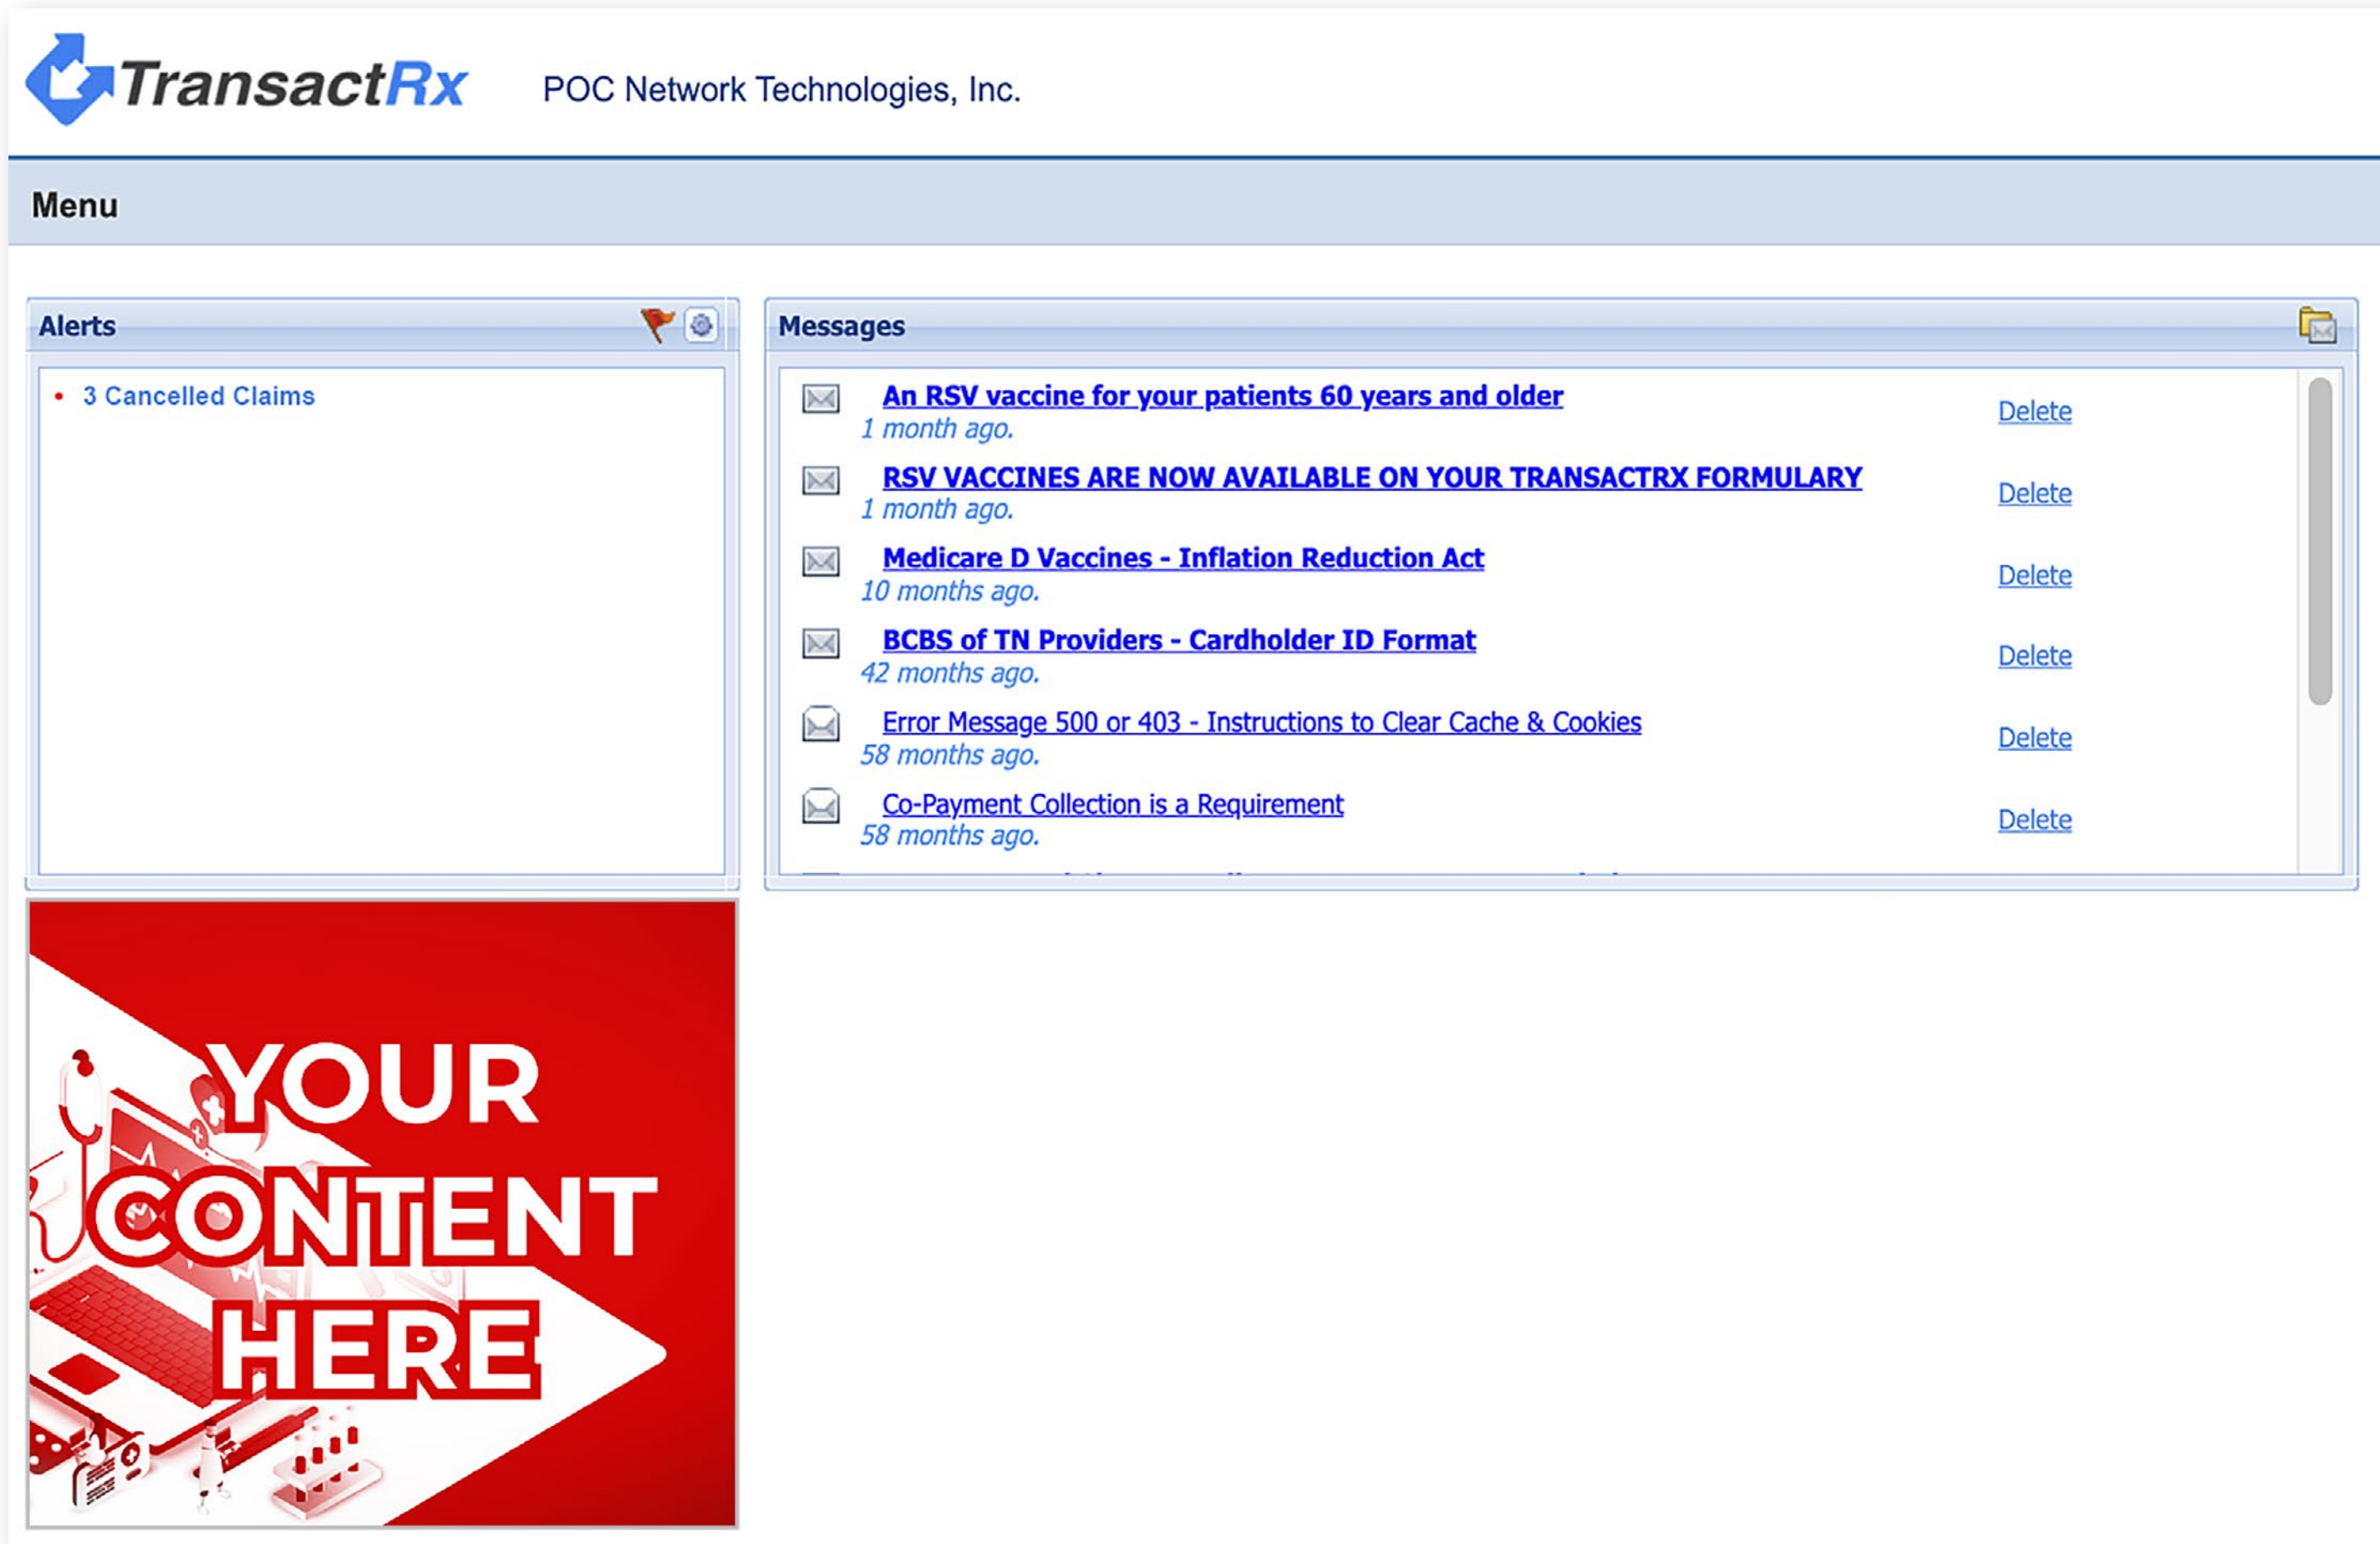 TransactRx
POC Network Technologies, Inc.
Menu
Alerts
• 3 Cancelled Claims
Messages
An RSV vaccine for your patients 60 years and older
1 month ago.
Delete
RSV VACCINES ARE NOW AVAILABLE ON YOUR TRANSACTRX FORMULARY
1 month ago.
Delete
Medicare D Vaccines - Inflation Reduction Act
10 months ago.
Delete
BCBS of TN Providers - Cardholder ID Format
42 months ago.
Delete
Error Message 500 or 403 - Instructions to Clear Cache & Cookies
58 months ago.
Delete
Co-Payment Collection is a Requirement
58 months ago.
Delete
YOUR
CONTENT
HERE